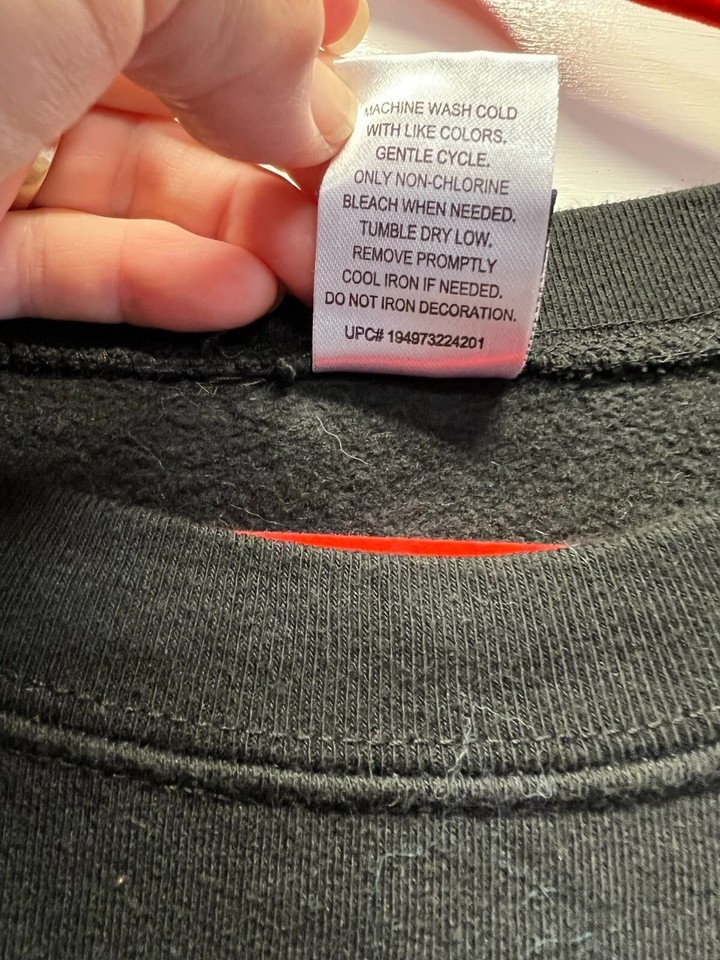 MACHINE WASH COLD
WITH LIKE COLORS.
GENTLE CYCLE.
ONLY NON-CHLORINE
BLEACH WHEN NEEDED.
TUMBLE DRY LOW.
REMOVE PROMPTLY
COOL IRON IF NEEDED.
DO NOT IRON DECORATION.
UPC# 194973224201